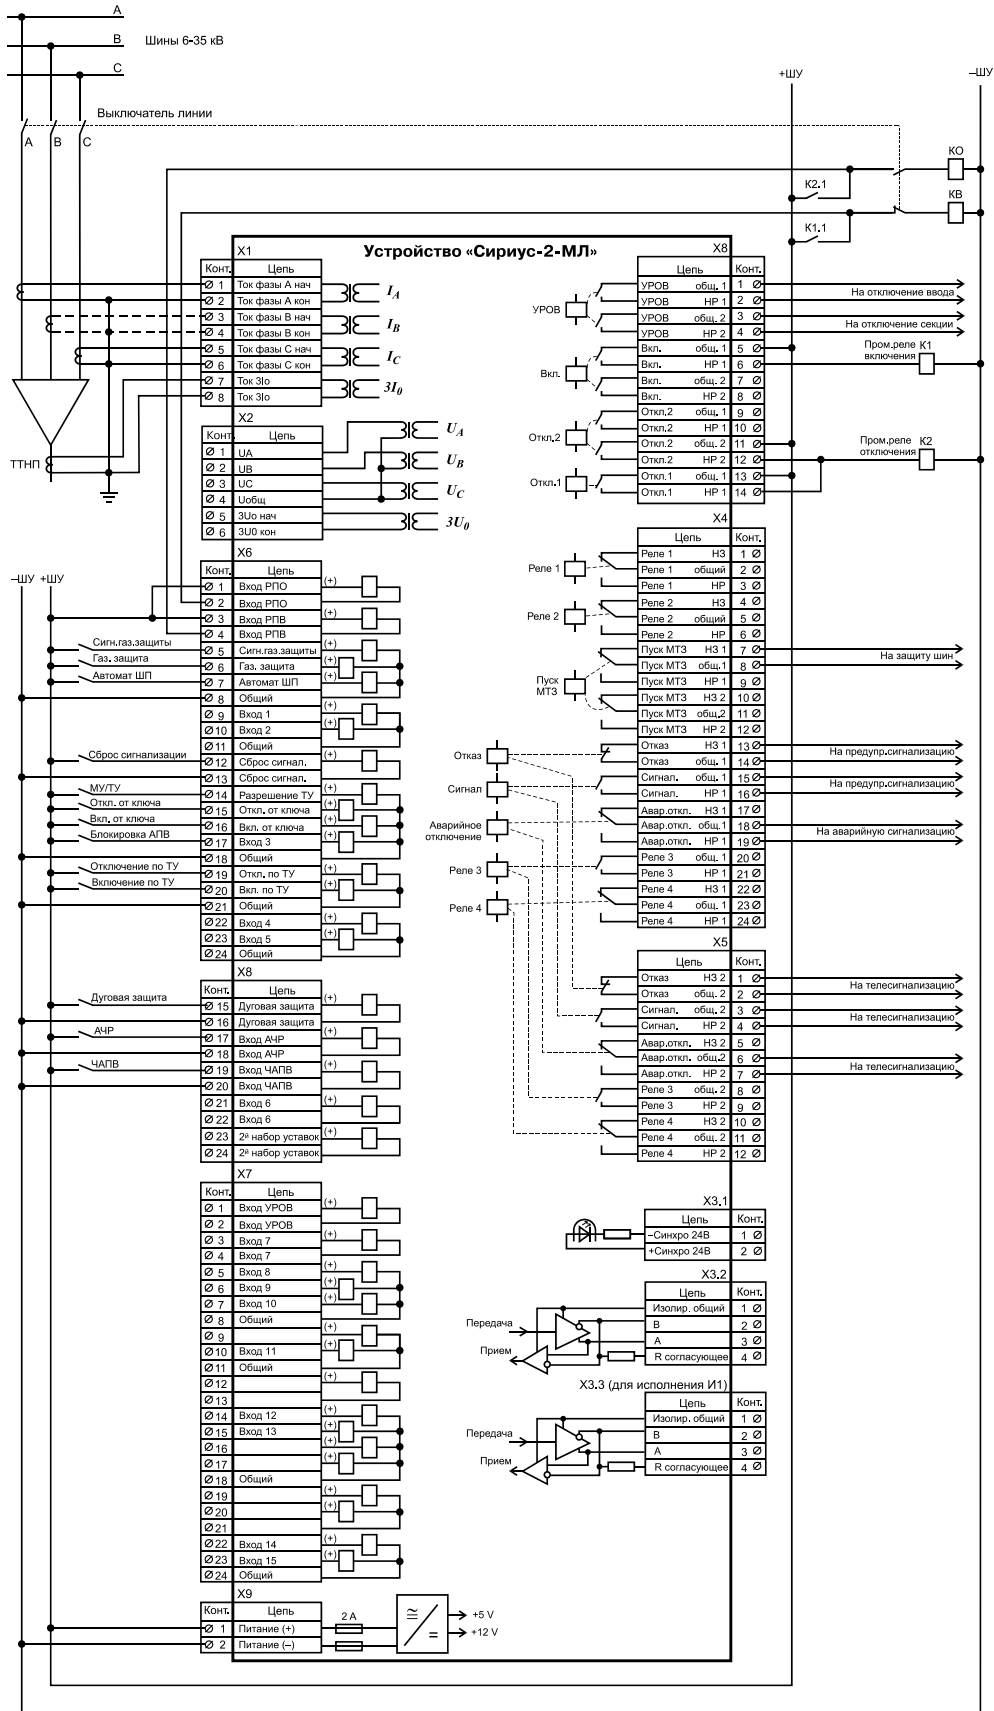 A
B
Шины 6-35 кВ
C
+ШУ
–ШУ
Выключатель линии
A
B
C
КО
К2.1
КВ
К1.1
Устройство «Сириус-2-МЛ»
X1
Конт. Цепь
1 Ток фазы А нач
2 Ток фазы А кон
3 Ток фазы В нач
4 Ток фазы В кон
5 Ток фазы С нач
6 Ток фазы С кон
7 Ток 3Iо
8 Ток 3Iо
IA
IB
IC
3I0
ТТНП
X2
Конт. Цепь
1 UA
2 UB
3 UC
4 Uобщ
5 3Uо нач
6 3U0 кон
UA
UB
UC
3U0
–ШУ +ШУ
X6
Конт. Цепь
1 Вход РПО (+)
2 Вход РПО
3 Вход РПВ (+)
4 Вход РПВ
Сигн.газ.защиты 5 Сигн.газ.защиты (+)
Газ. защита 6 Газ. защита (+)
Автомат ШП 7 Автомат ШП (+)
8 Общий
9 Вход 1 (+)
10 Вход 2 (+)
11 Общий
Сброс сигнализации 12 Сброс сигнал. (+)
13 Сброс сигнал.
МУ/ТУ 14 Разрешение ТУ (+)
Откл. от ключа 15 Откл. от ключа (+)
Вкл. от ключа 16 Вкл. от ключа (+)
Блокировка АПВ 17 Вход 3 (+)
18 Общий
Отключение по ТУ 19 Откл. по ТУ (+)
Включение по ТУ 20 Вкл. по ТУ (+)
21 Общий
22 Вход 4 (+)
23 Вход 5 (+)
24 Общий
X8
Конт. Цепь
Дуговая защита 15 Дуговая защита (+)
16 Дуговая защита
АЧР 17 Вход АЧР (+)
18 Вход АЧР
ЧАПВ 19 Вход ЧАПВ (+)
20 Вход ЧАПВ
21 Вход 6 (+)
22 Вход 6
23 2й набор уставок (+)
24 2й набор уставок
X7
Конт. Цепь
1 Вход УРОВ (+)
2 Вход УРОВ
3 Вход 7 (+)
4 Вход 7
5 Вход 8 (+)
6 Вход 9 (+)
7 Вход 10 (+)
8 Общий
9 (+)
10 Вход 11 (+)
11 Общий
12 (+)
13
14 Вход 12 (+)
15 Вход 13 (+)
16 (+)
17 (+)
18 Общий
19 (+)
20 (+)
21
22 Вход 14 (+)
23 Вход 15 (+)
24 Общий
X9
Конт. Цепь
1 Питание (+)
2 Питание (–)
2 А
≅
=
+5 V
+12 V
X8
Цепь Конт.
УРОВ
УРОВ общ. 1 1
УРОВ НР 1 2
УРОВ общ. 2 3
УРОВ НР 2 4
На отключение ввода
На отключение секции
Вкл.
Вкл. общ. 1 5
Вкл. НР 1 6
Вкл. общ. 2 7
Вкл. НР 2 8
Пром.реле
включения
К1
Откл.2
Откл.2 общ. 1 9
Откл.2 НР 1 10
Откл.2 общ. 2 11
Откл.2 НР 2 12
Пром.реле
отключения
К2
Откл.1
Откл.1 общ. 1 13
Откл.1 НР 1 14
X4
Цепь Конт.
Реле 1
Реле 1 НЗ 1
Реле 1 общий 2
Реле 1 НР 3
Реле 2
Реле 2 НЗ 4
Реле 2 общий 5
Реле 2 НР 6
Пуск
МТЗ
Пуск МТЗ НЗ 1 7
Пуск МТЗ общ.1 8
Пуск МТЗ НР 1 9
Пуск МТЗ НЗ 2 10
Пуск МТЗ общ.2 11
Пуск МТЗ НР 2 12
На защиту шин
Отказ
Отказ НЗ 1 13
Отказ общ. 1 14
На предупр.сигнализацию
Сигнал
Сигнал. общ. 1 15
Сигнал. НР 1 16
На предупр.сигнализацию
Аварийное
отключение
Авар.откл. НЗ 1 17
Авар.откл. общ.1 18
Авар.откл. НР 1 19
На аварийную сигнализацию
Реле 3
Реле 3 общ. 1 20
Реле 3 НР 1 21
Реле 4
Реле 4 НЗ 1 22
Реле 4 общ. 1 23
Реле 4 НР 1 24
X5
Цепь Конт.
Отказ НЗ 2 1
Отказ общ. 2 2
На телесигнализацию
Сигнал. общ. 2 3
Сигнал. НР 2 4
На телесигнализацию
Авар.откл. НЗ 2 5
Авар.откл. общ.2 6
Авар.откл. НР 2 7
На телесигнализацию
Реле 3 общ. 2 8
Реле 3 НР 2 9
Реле 4 НЗ 2 10
Реле 4 общ. 2 11
Реле 4 НР 2 12
X3.1
Цепь Конт.
–Синхро 24В 1
+Синхро 24В 2
X3.2
Цепь Конт.
Изолир. общий 1
В 2
А 3
R согласующее 4
Передача
Прием
X3.3 (для исполнения И1)
Цепь Конт.
Изолир. общий 1
В 2
А 3
R согласующее 4
Передача
Прием